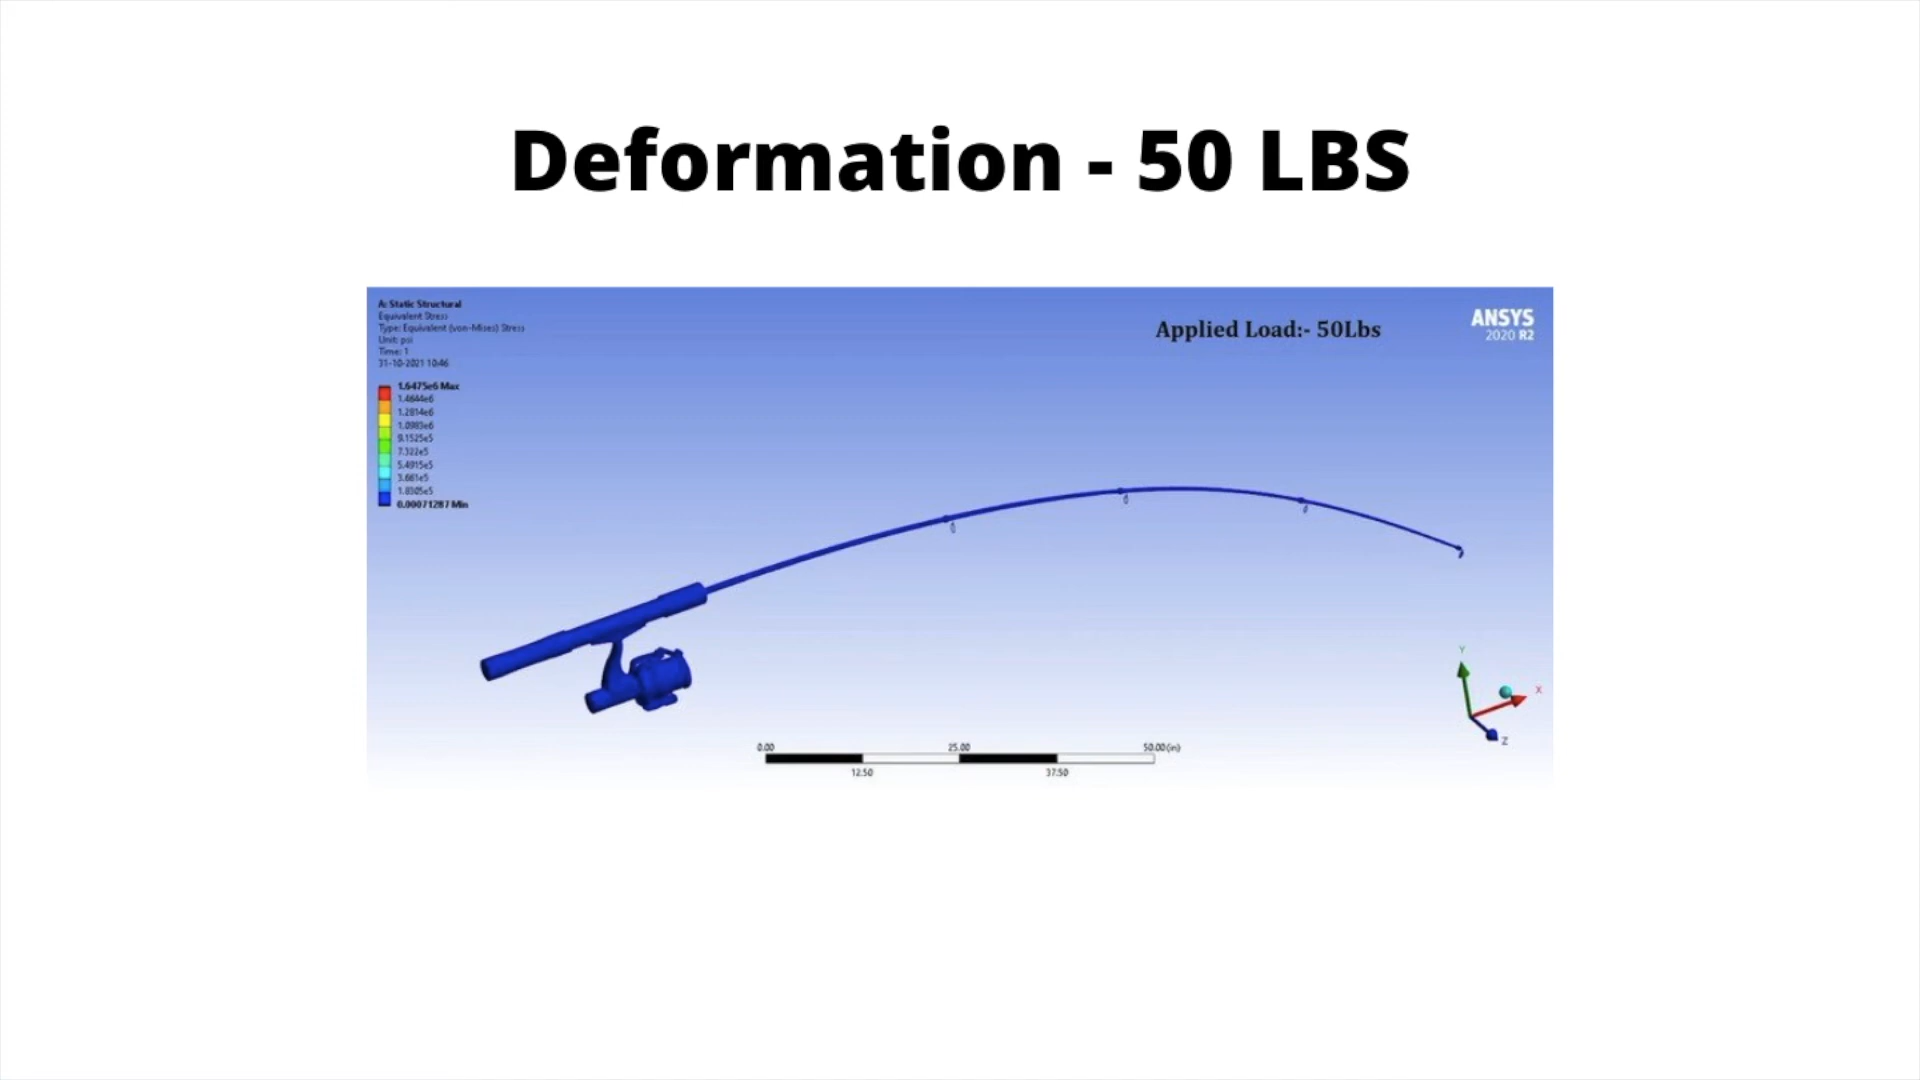 Deformation - 50 LBS
A: Static Structural
Equivalent Stress
Type: Equivalent (von-Mises) Stress
Unit: psi
Time: 1
31-10-2021 10:46
Applied Load:- 50Lbs
ANSYS
2020 R2
1.6475e6 Max
1.4644e6
1.2814e6
1.0983e6
9.1525e5
7.322e5
5.4915e5
3.661e5
1.8305e5
0.00071287 Min
Y
X
Z
0.00
25.00
50.00 (in)
12.50
37.50